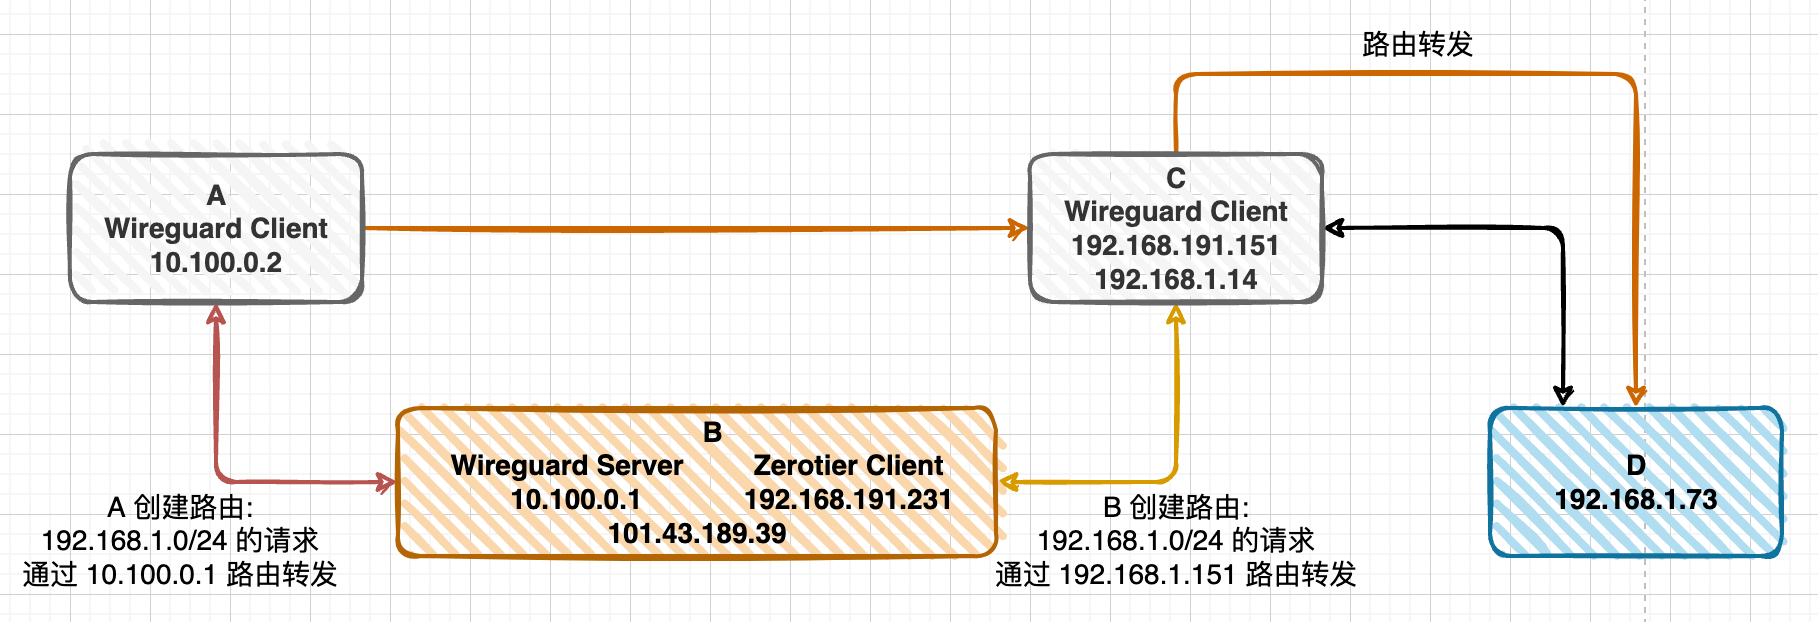 路由转发
A
Wireguard Client
10.100.0.2
C
Wireguard Client
192.168.191.151
192.168.1.14
B
Wireguard Server Zerotier Client
10.100.0.1 192.168.191.231
101.43.189.39
D
192.168.1.73
A 创建路由:
192.168.1.0/24 的请求
通过 10.100.0.1 路由转发
B 创建路由:
192.168.1.0/24 的请求
通过 192.168.1.151 路由转发